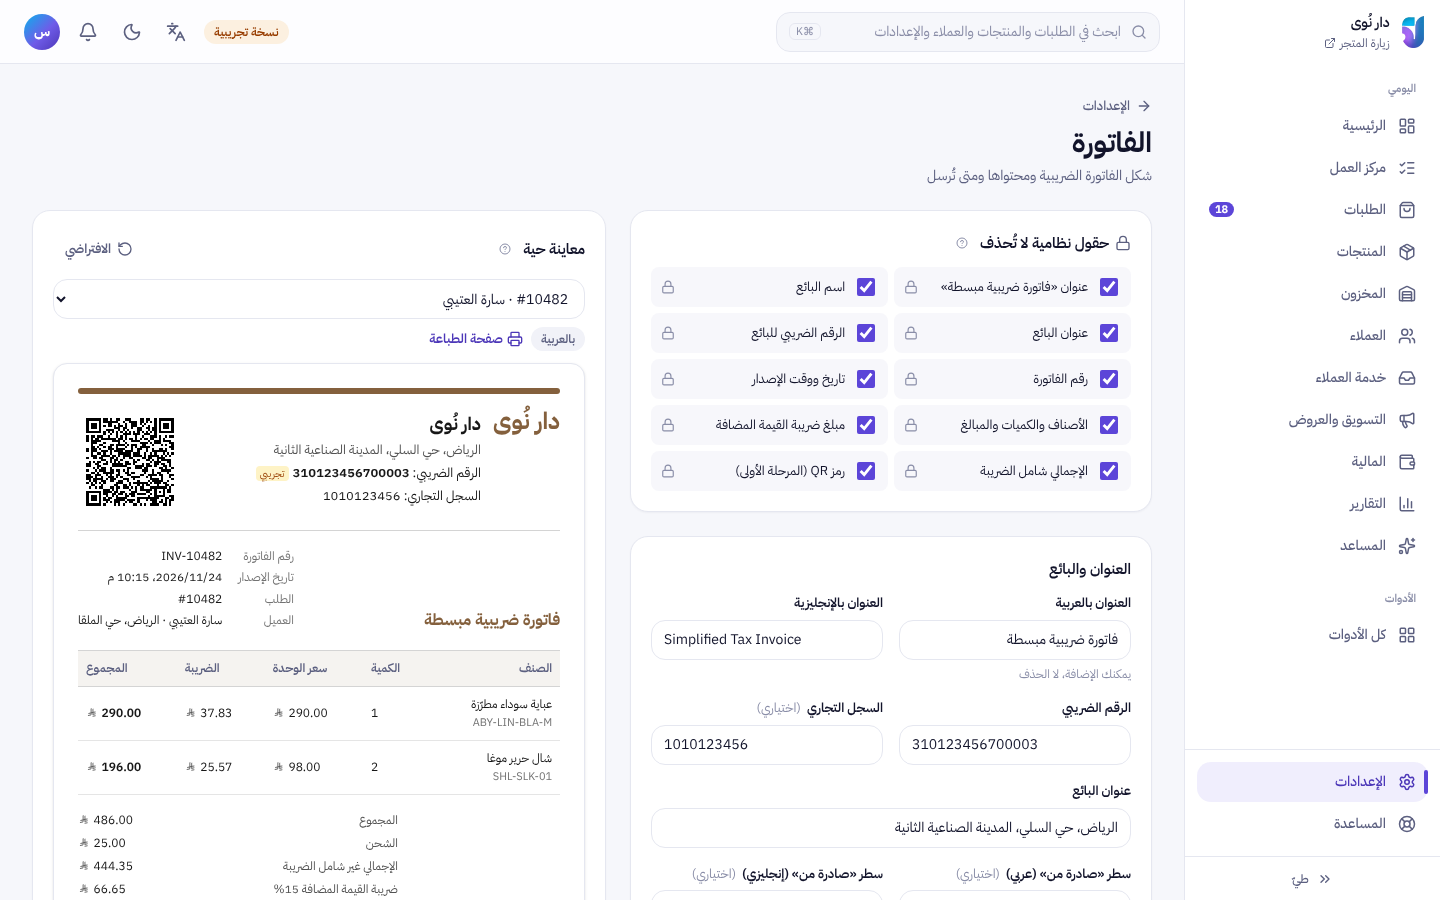 دار نُوى
زيارة المتجر
اليومي
الرئيسية
مركز العمل
الطلبات
18
المنتجات
المخزون
العملاء
خدمة العملاء
التسويق والعروض
المالية
التقارير
المساعد
الأدوات
كل الأدوات
الإعدادات
المساعدة
طيّ
ابحث في الطلبات والمنتجات والعملاء والإعدادات
⌘K
نسخة تجريبية
س
الإعدادات
الفاتورة
شكل الفاتورة الضريبية ومحتواها ومتى تُرسل
حقول نظامية لا تُحذف
عنوان «فاتورة ضريبية مبسطة»
اسم البائع
عنوان البائع
الرقم الضريبي للبائع
رقم الفاتورة
تاريخ ووقت الإصدار
الأصناف والكميات والمبالغ
مبلغ ضريبة القيمة المضافة
الإجمالي شامل الضريبة
رمز QR (المرحلة الأولى)
العنوان والبائع
العنوان بالعربية
العنوان بالإنجليزية
فاتورة ضريبية مبسطة
Simplified Tax Invoice
يمكنك الإضافة، لا الحذف
الرقم الضريبي
السجل التجاري (اختياري)
310123456700003
1010123456
عنوان البائع
الرياض، حي السلي، المدينة الصناعية الثانية
سطر «صادرة من» (عربي) (اختياري)
سطر «صادرة من» (إنجليزي) (اختياري)
معاينة حية
الافتراضي
#10482 · سارة العتيبي
بالعربية
صفحة الطباعة
دار نُوى
دار نُوى
الرياض، حي السلي، المدينة الصناعية الثانية
الرقم الضريبي: 310123456700003 تجريبي
السجل التجاري: 1010123456
فاتورة ضريبية مبسطة
رقم الفاتورة INV-10482
تاريخ الإصدار 2026/11/24، 10:15 م
الطلب #10482
العميل سارة العتيبي · الرياض، حي الملقا
الصنف الكمية سعر الوحدة الضريبة المجموع
عباية سوداء مطرّزة 1 290.00 37.83 290.00
ABY-LIN-BLA-M
شال حرير موغا 2 98.00 25.57 196.00
SHL-SLK-01
المجموع 486.00
الشحن 25.00
الإجمالي غير شامل الضريبة 444.35
ضريبة القيمة المضافة 15% 66.65